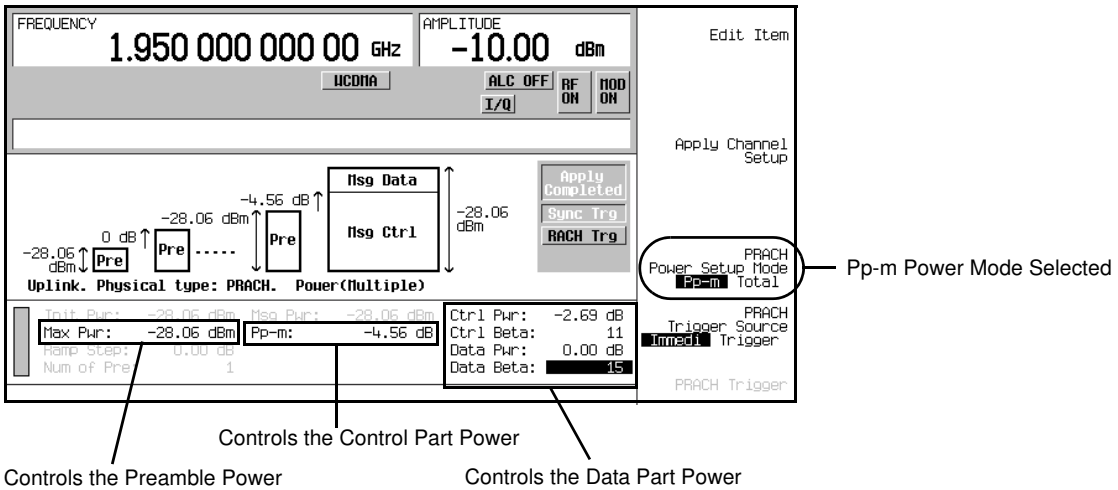 FREQUENCY
1.950 000 000 00 GHz
AMPLITUDE
-10.00 dBm
WCDMA
ALC OFF
I/Q
RF ON
MOD ON
Edit Item
Apply Channel
Setup
-28.06 dBm
Pre
0 dB
Pre
.....
-28.06 dBm
Pre
-4.56 dB
Msg Data
Msg Ctrl
-28.06
dBm
Apply
Completed
Sync Trg
RACH Trg
Uplink. Physical type: PRACH. Power(Multiple)
PRACH
Power Setup Mode
Pp-m Total
Pp-m Power Mode Selected
PRACH
Trigger Source
Immedi Trigger
PRACH Trigger
Init Pwr: -28.06 dBm
Max Pwr: -28.06 dBm
Ramp Step: 0.00 dB
Num of Pre 1
Msg Pwr: -28.06 dBm
Pp-m: -4.56 dB
Ctrl Pwr: -2.69 dB
Ctrl Beta: 11
Data Pwr: 0.00 dB
Data Beta: 15
Controls the Control Part Power
Controls the Preamble Power
Controls the Data Part Power